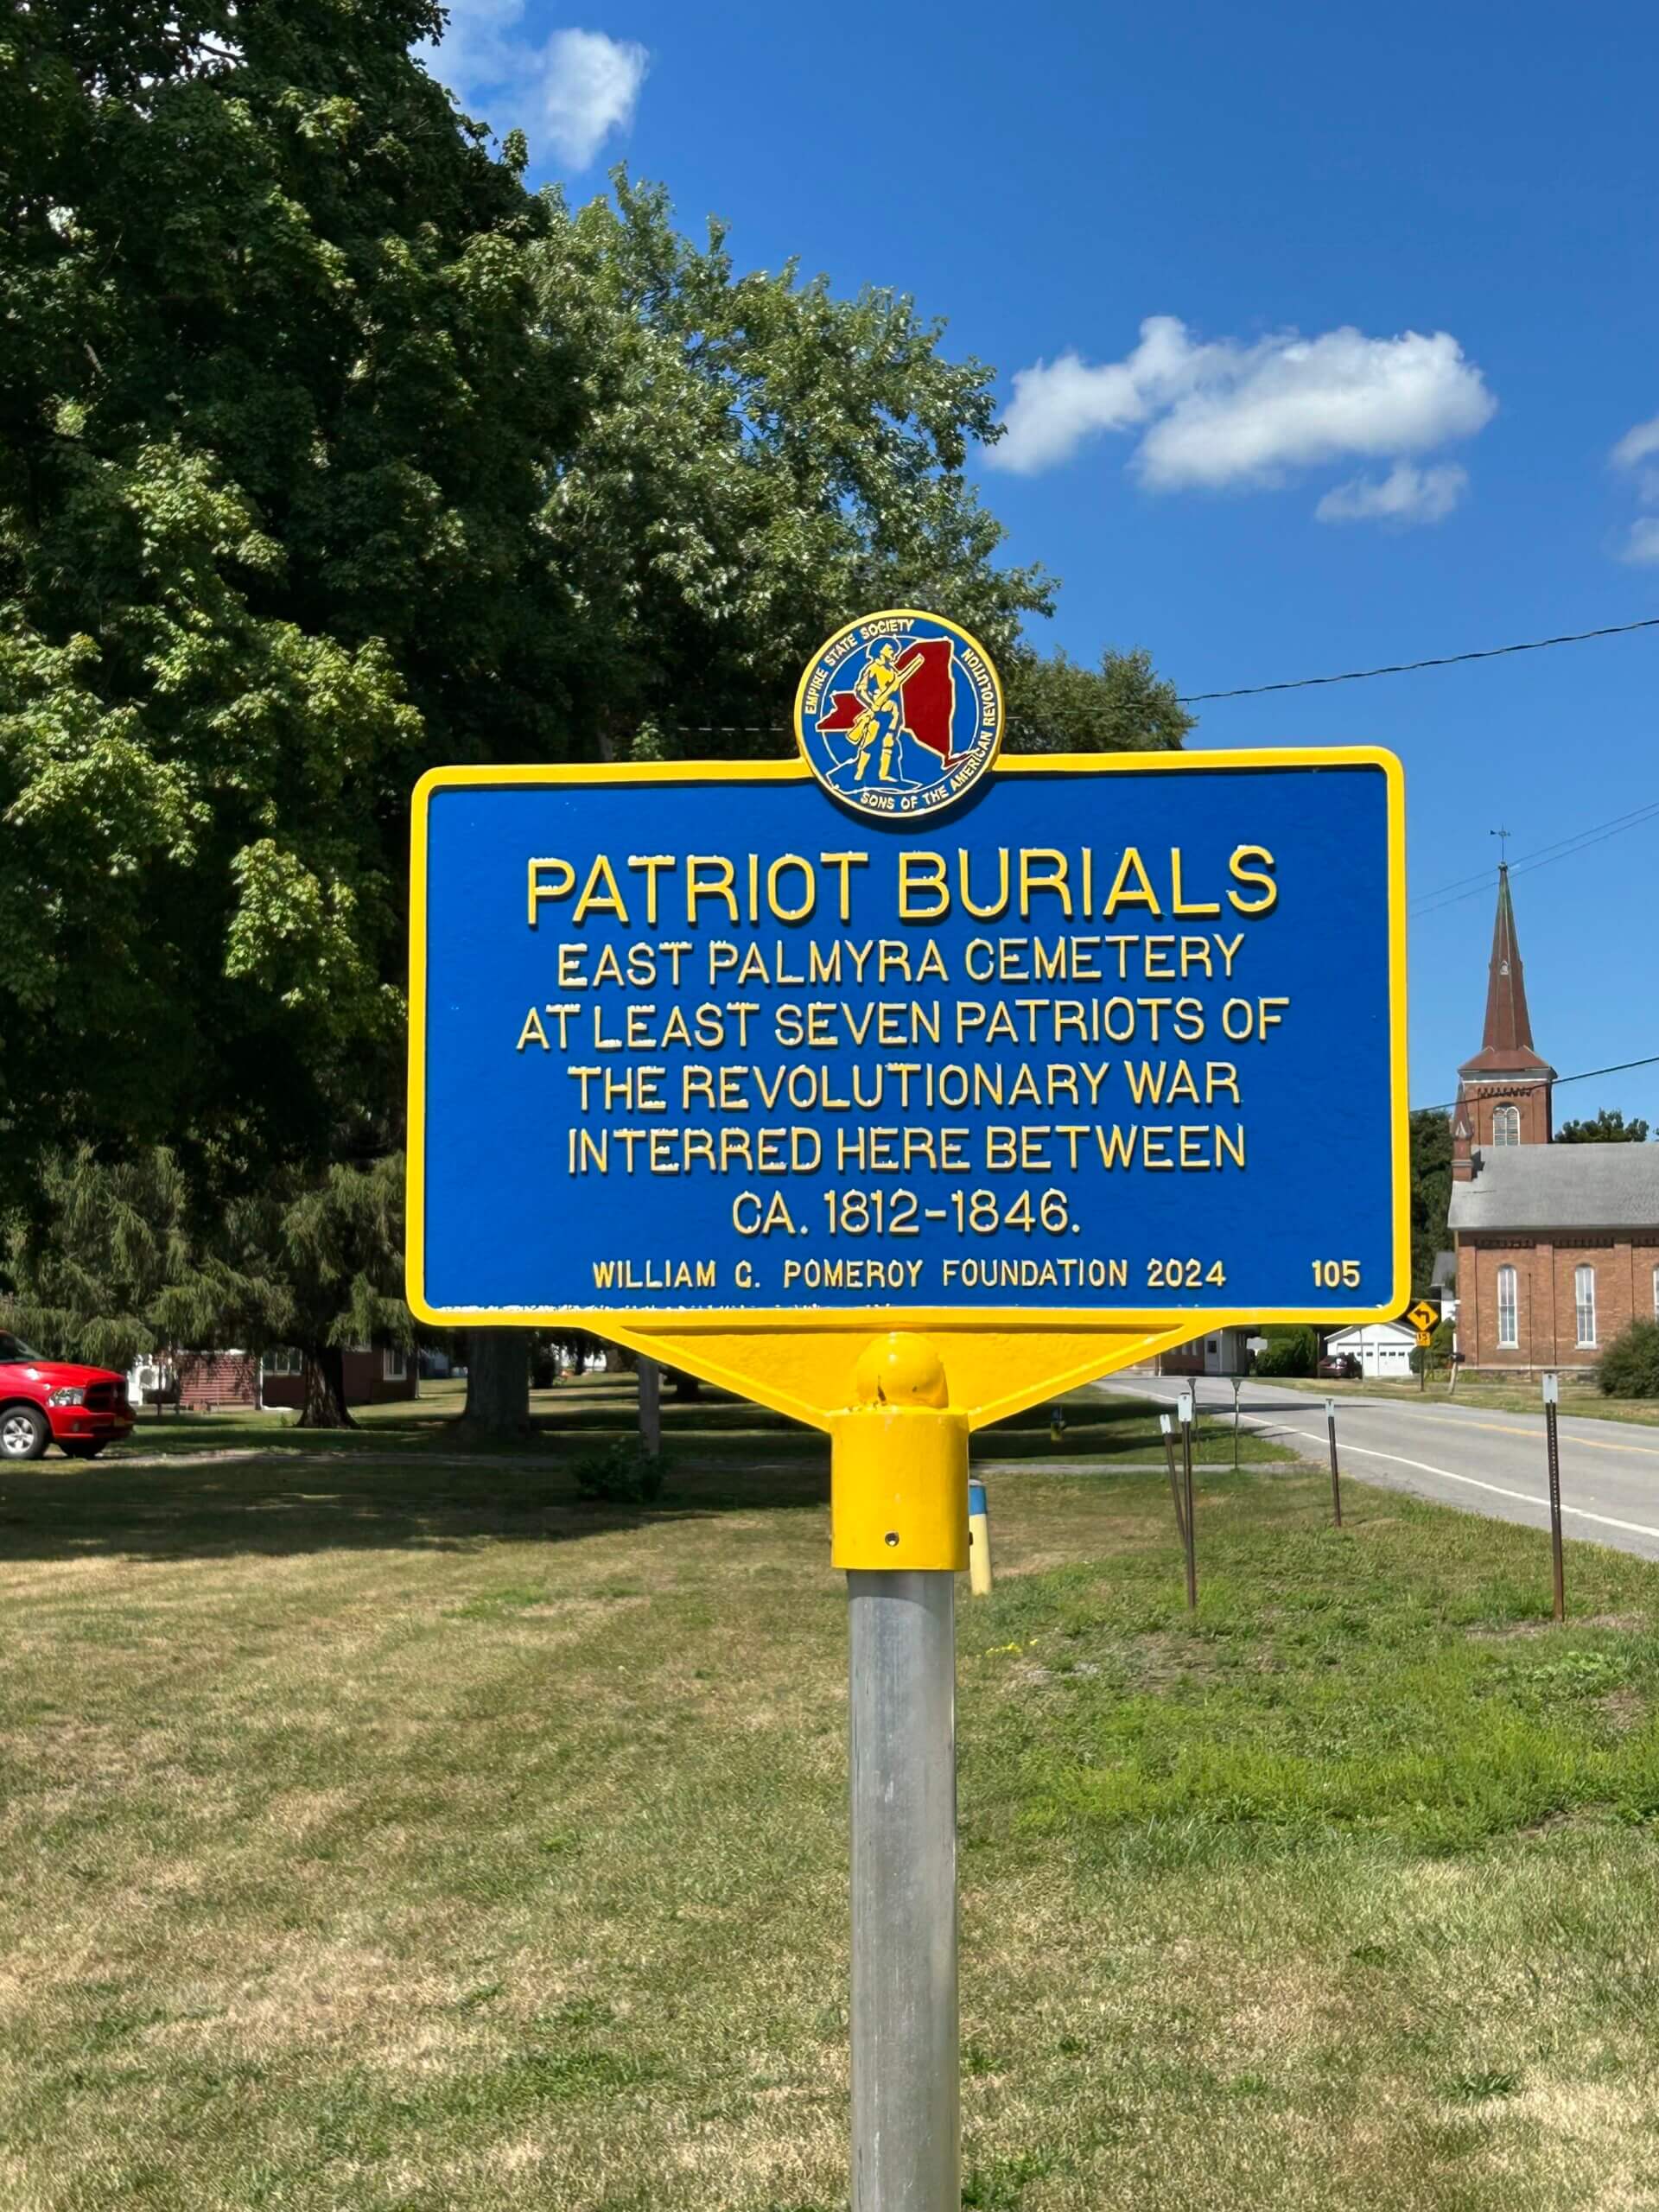 EMPIRE STATE SOCIETY
SONS OF THE AMERICAN REVOLUTION
PATRIOT BURIALS
EAST PALMYRA CEMETERY
AT LEAST SEVEN PATRIOTS OF
THE REVOLUTIONARY WAR
INTERRED HERE BETWEEN
CA. 1812-1846.
WILLIAM G. POMEROY FOUNDATION 2024 105
15